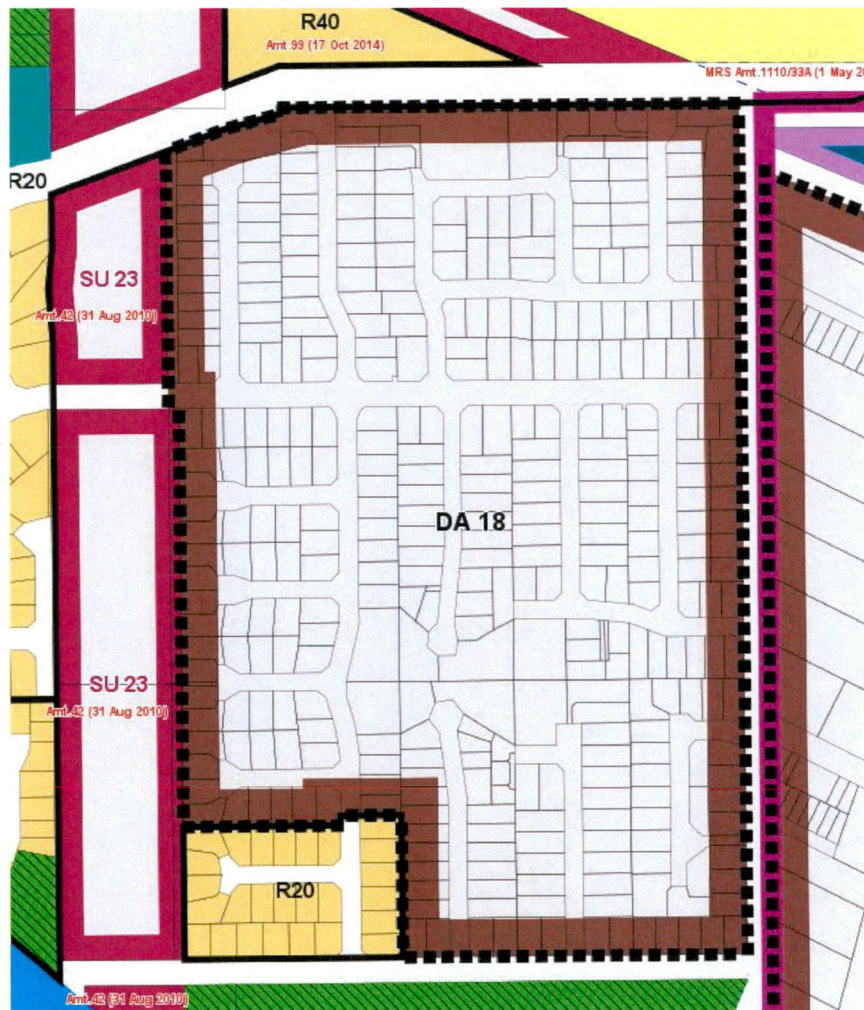 R40
Amt.99 (17 Oct 2014)
MRS Amt.1110/33A (1 May 20
R20
SU 23
Amt.42 (31 Aug 2010)
DA 18
SU 23
Amt.42 (31 Aug 2010)
R20
Amt.42 (31 Aug 2010)